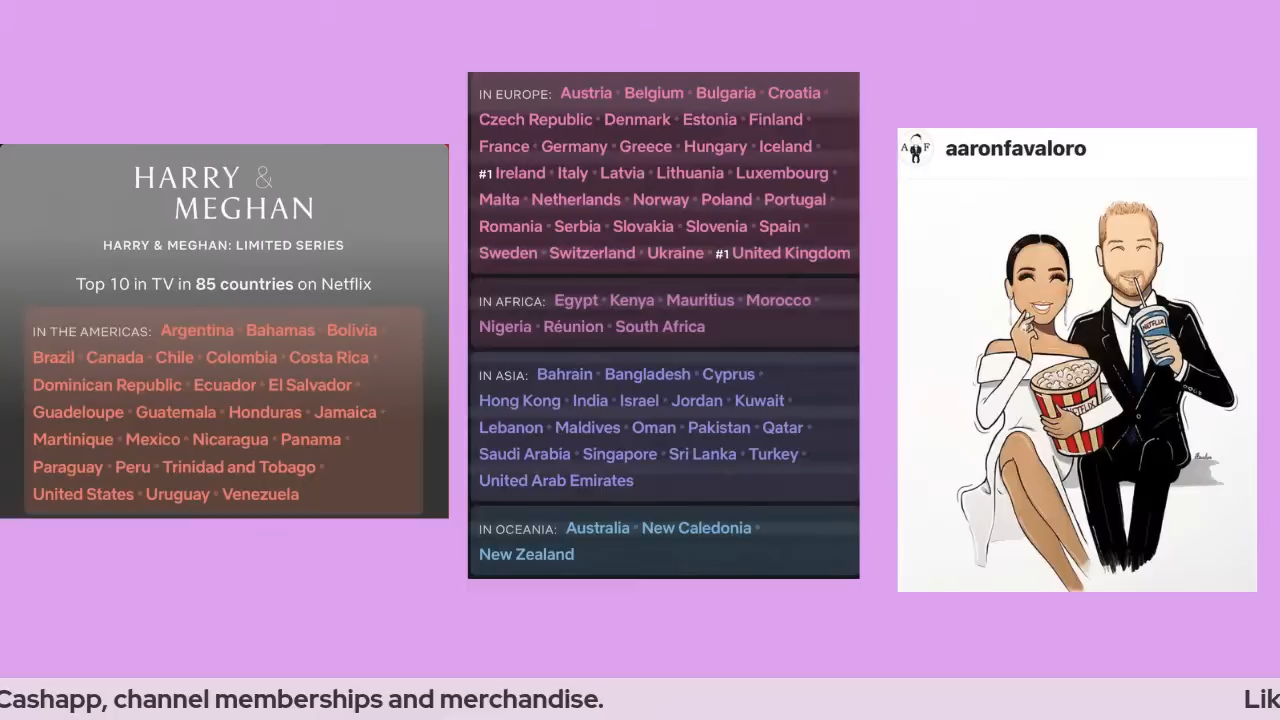 HARRY &
MEGHAN
HARRY & MEGHAN: LIMITED SERIES
Top 10 in TV in 85 countries on Netflix
IN THE AMERICAS: Argentina • Bahamas • Bolivia •
Brazil • Canada • Chile • Colombia • Costa Rica •
Dominican Republic • Ecuador • El Salvador •
Guadeloupe • Guatemala • Honduras • Jamaica •
Martinique • Mexico • Nicaragua • Panama •
Paraguay • Peru • Trinidad and Tobago •
United States • Uruguay • Venezuela
IN EUROPE: Austria • Belgium • Bulgaria • Croatia •
Czech Republic • Denmark • Estonia • Finland •
France • Germany • Greece • Hungary • Iceland •
#1 Ireland • Italy • Latvia • Lithuania • Luxembourg •
Malta • Netherlands • Norway • Poland • Portugal •
Romania • Serbia • Slovakia • Slovenia • Spain •
Sweden • Switzerland • Ukraine • #1 United Kingdom
IN AFRICA: Egypt • Kenya • Mauritius • Morocco •
Nigeria • Réunion • South Africa
IN ASIA: Bahrain • Bangladesh • Cyprus •
Hong Kong • India • Israel • Jordan • Kuwait •
Lebanon • Maldives • Oman • Pakistan • Qatar •
Saudi Arabia • Singapore • Sri Lanka • Turkey •
United Arab Emirates
IN OCEANIA: Australia • New Caledonia •
New Zealand
A F
aaronfavaloro
NETFLIX
NETFLIX
Cashapp, channel memberships and merchandise.
Lik